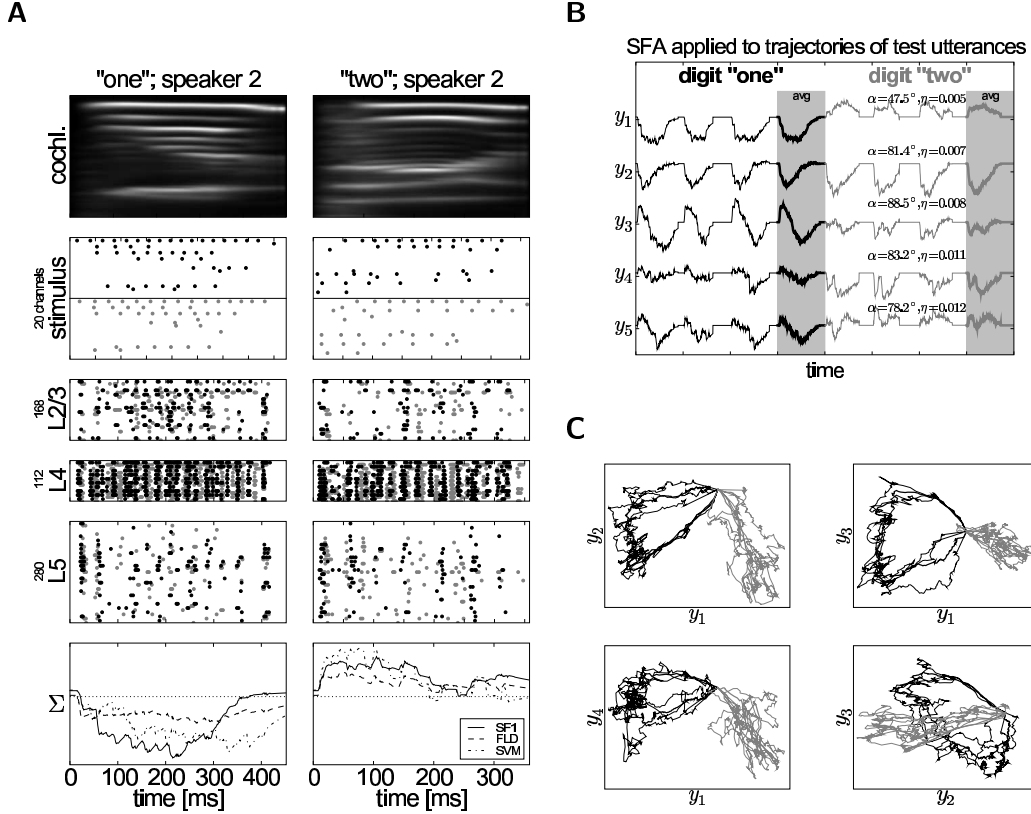 A
"one"; speaker 2
"two"; speaker 2
cochl.
20 channels
stimulus
168
L2/3
112
L4
280
L5
Σ
SF1
FLD
SVM
0 100 200 300 400
time [ms]
0 100 200 300
time [ms]
B
SFA applied to trajectories of test utterances
digit "one"
digit "two"
avg
avg
y1
α=47.5°,η=0.005
y2
α=81.4°,η=0.007
y3
α=88.5°,η=0.008
y4
α=83.2°,η=0.011
y5
α=78.2°,η=0.012
time
C
y2
y1
y3
y1
y4
y1
y3
y2